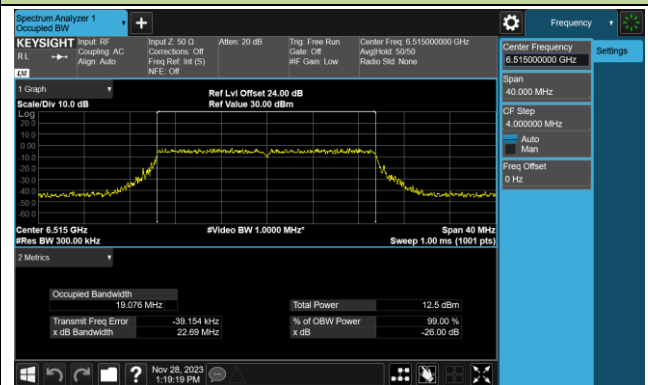 Spectrum Analyzer 1
Occupied BW
Frequency
KEYSIGHT
Input: RF
Input Z: 50 Ω
Atten: 20 dB
Trig: Free Run
Center Freq: 6.515000000 GHz
R L
Coupling: AC
Corrections: Off
Gate: Off
Avg|Hold: 50/50
Align: Auto
Freq Ref: Int (S)
#IF Gain: Low
Radio Std: None
NFE: Off
LXI
Center Frequency
6.515000000 GHz
Settings
Span
40.000 MHz
CF Step
4.000000 MHz
Auto
Man
Freq Offset
0 Hz
1 Graph
Ref Lvl Offset 24.00 dB
Scale/Div 10.0 dB
Ref Value 30.00 dBm
Log
20.0
10.0
0.00
-10.0
-20.0
-30.0
-40.0
-50.0
-60.0
Center 6.515 GHz
#Video BW 1.0000 MHz*
Span 40 MHz
#Res BW 300.00 kHz
Sweep 1.00 ms (1001 pts)
2 Metrics
Occupied Bandwidth
19.076 MHz
Total Power
12.5 dBm
Transmit Freq Error
-39.154 kHz
% of OBW Power
99.00 %
x dB Bandwidth
22.69 MHz
x dB
-26.00 dB
?
Nov 28, 2023
1:19:19 PM